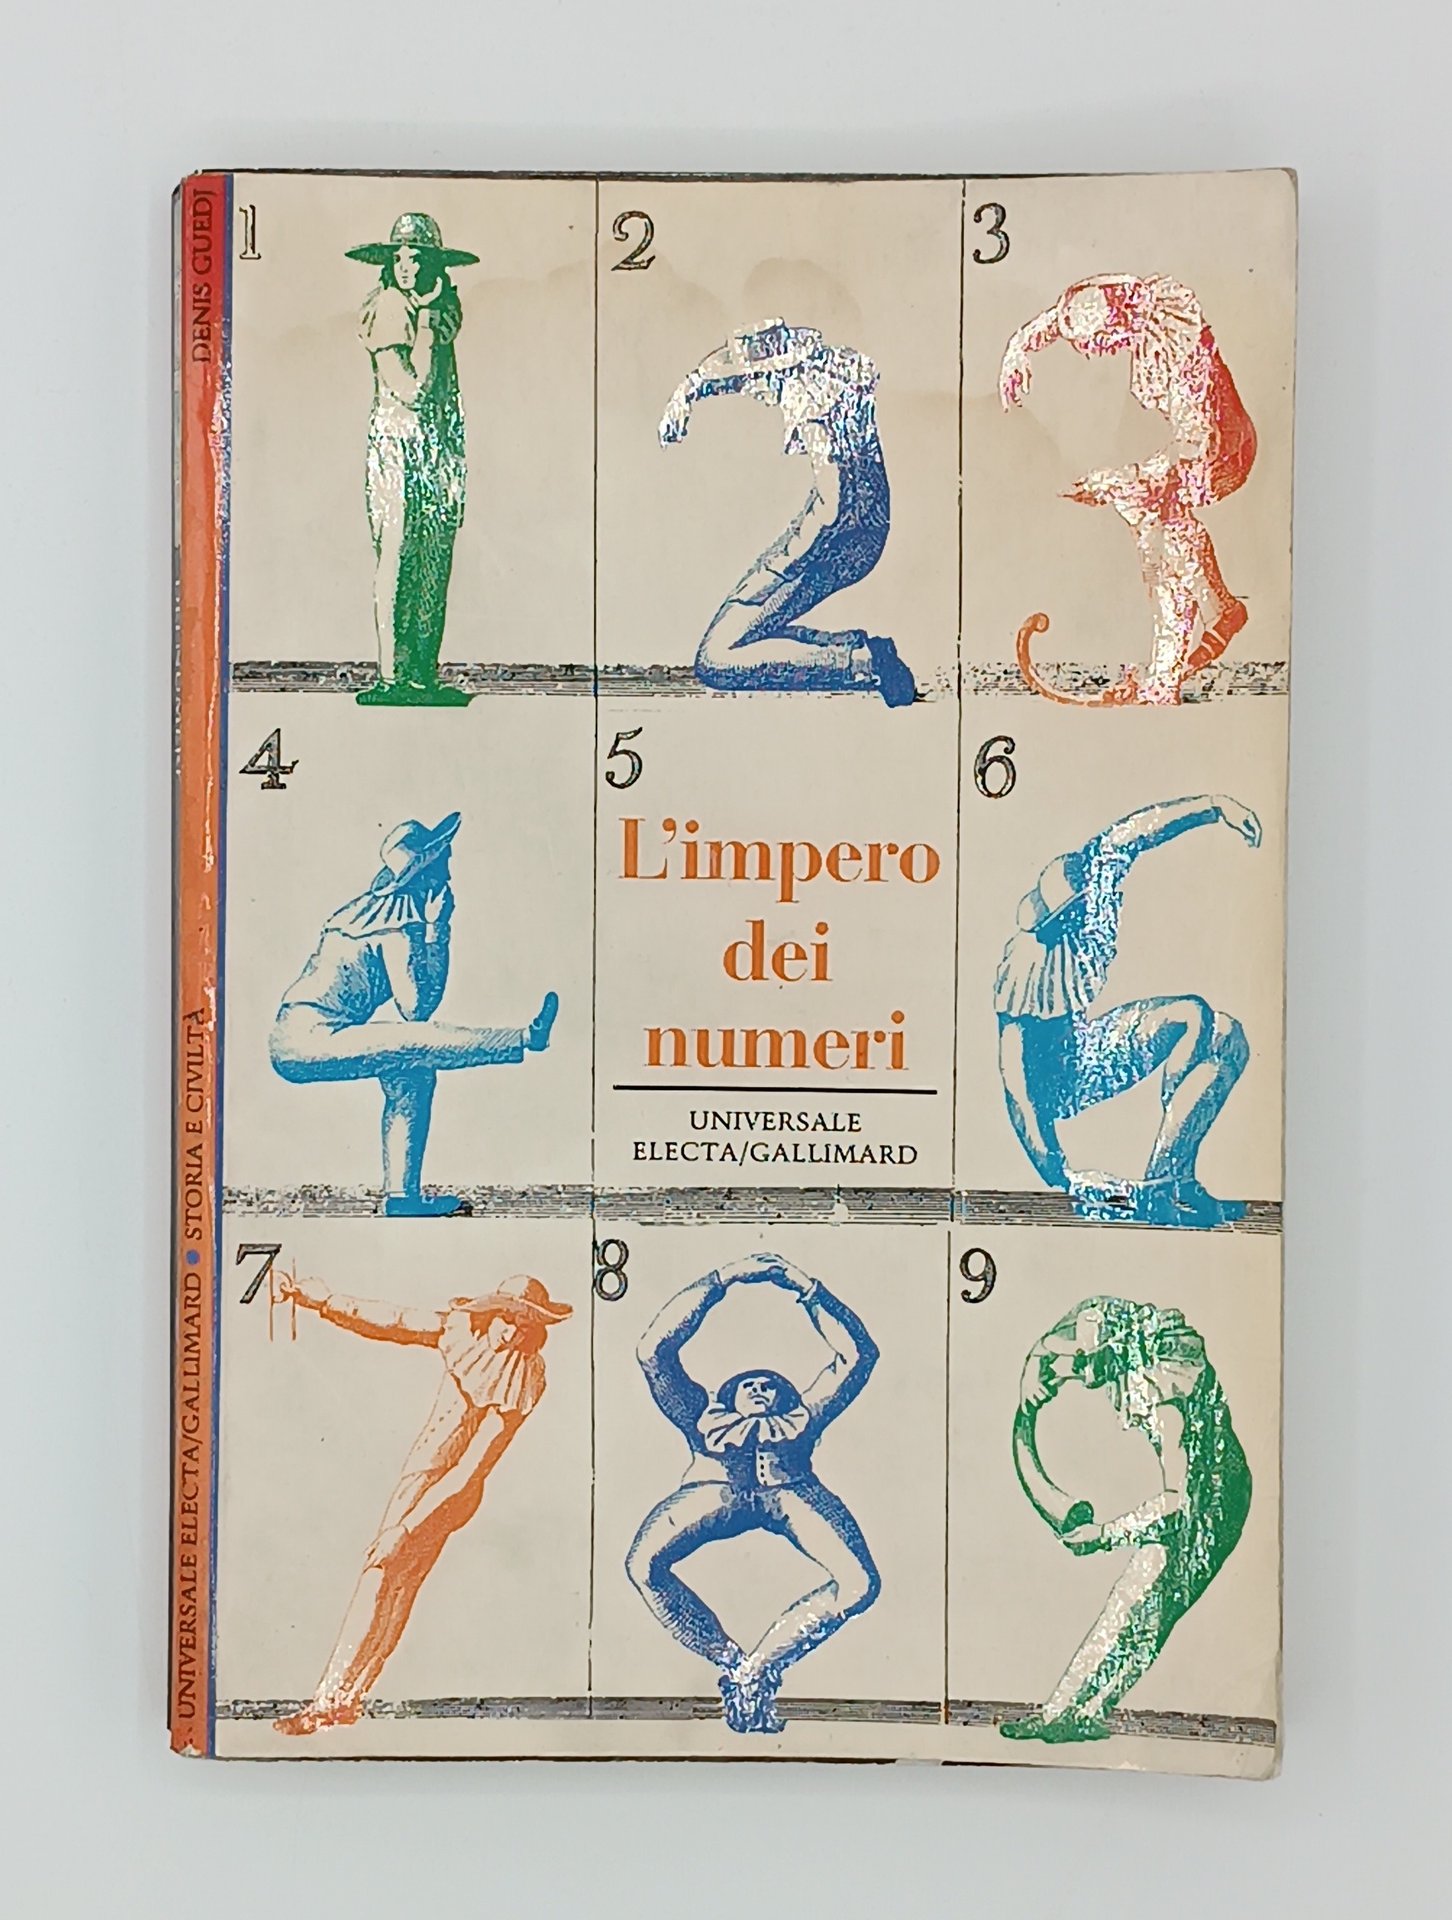 DENIS GUEDJ
UNIVERSALE ELECTA/GALLIMARD ● STORIA E CIVILTÀ
1
2
3
4
5
6
L'impero
dei
numeri
UNIVERSALE
ELECTA/GALLIMARD
7
8
9